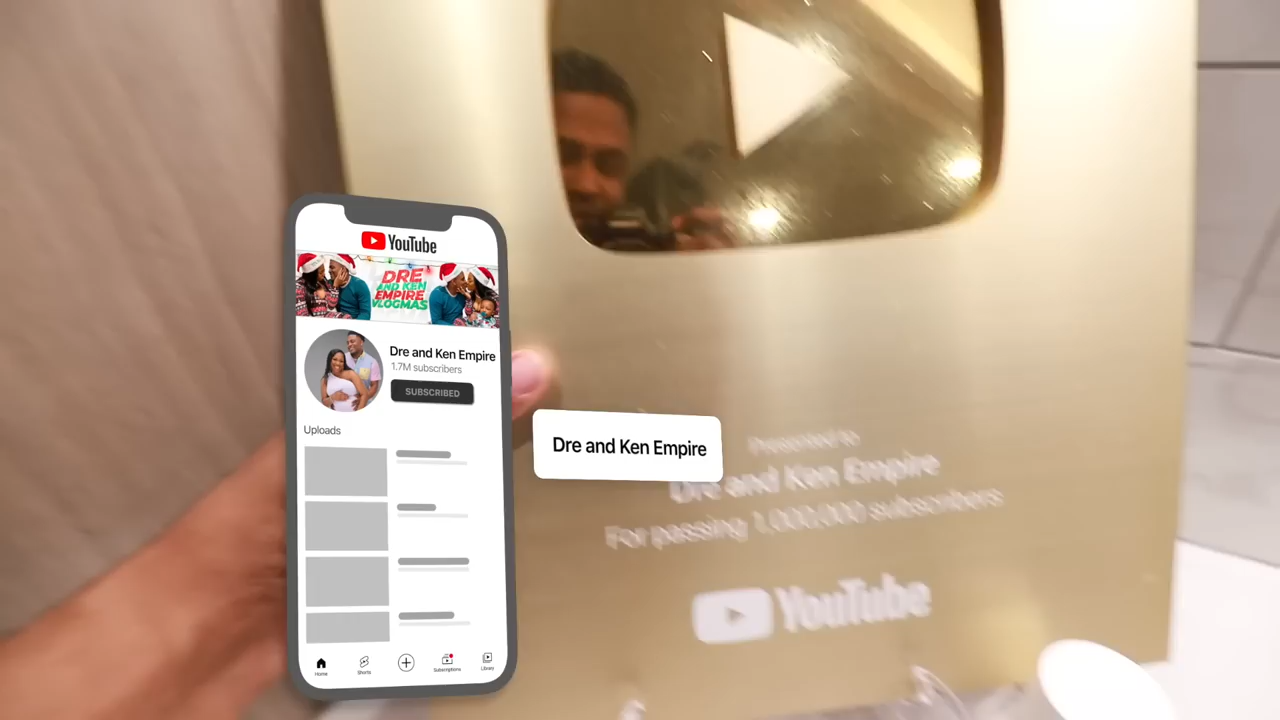 YouTube
DRE
AND KEN
EMPIRE
VLOGMAS
Dre and Ken Empire
1.7M subscribers
SUBSCRIBED
Uploads
Home
Shorts
Subscriptions
Library
Dre and Ken Empire
Presented to
Dre and Ken Empire
For passing 1,000,000 subscribers
YouTube